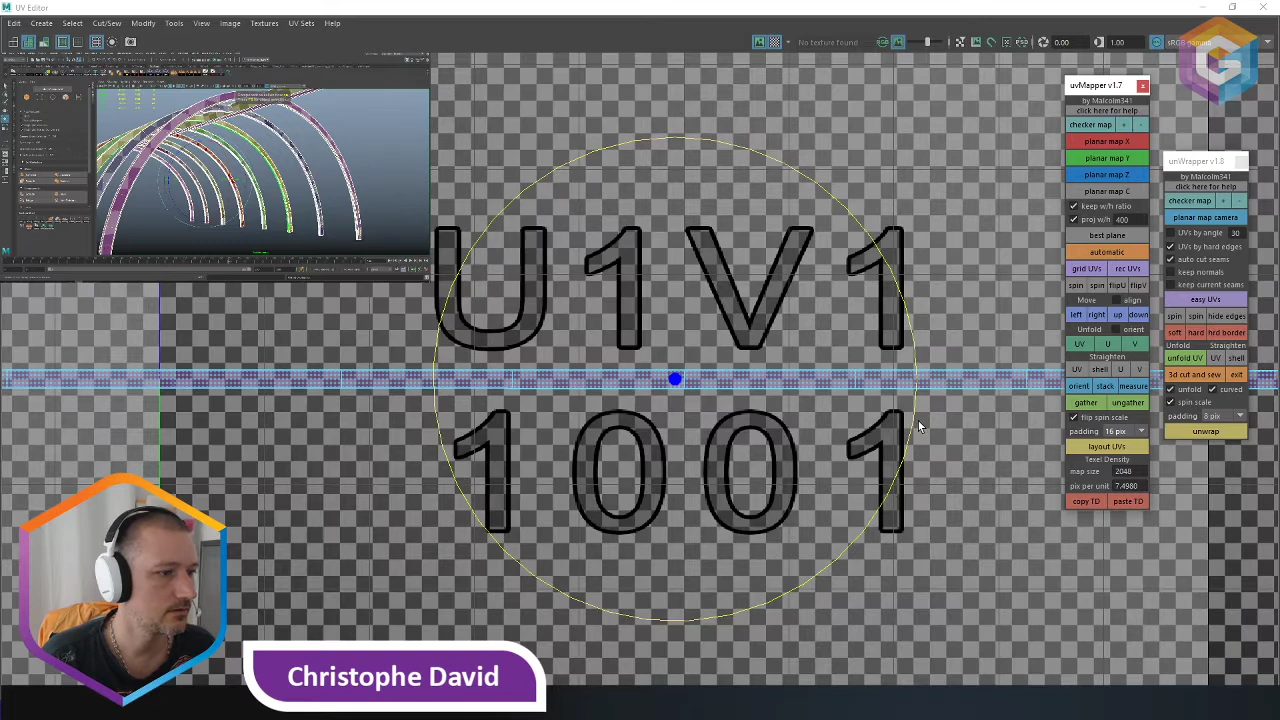 UV Editor
Edit Create Select Cut/Sew Modify Tools View Image Textures UV Sets Help
No texture found
0.00
1.00
sRGB gamma
U1V1
1001
uvMapper v1.7
by Malcolm341
click here for help
checker map + -
planar map X
planar map Y
planar map Z
planar map C
keep w/h ratio
proj w/h 400
best plane
automatic
grid UVs rec UVs
spin spin flipU flipV
Move align
left right up down
Unfold orient
UV U V
Straighten
UV shell U V
orient stack measure
gather ungather
flip spin scale
padding 16 pix
layout UVs
Texel Density
map size 2048
pix per unit 7.4980
copy TD paste TD
unWrapper v1.8
by Malcolm341
click here for help
checker map + -
planar map camera
UVs by angle 30
UVs by hard edges
auto cut seams
keep normals
keep current seams
easy UVs
spin spin hide edges
soft hard hrd border
Unfold Straighten
unfold UV UV shell
3d cut and sew exit
unfold curved
spin scale
padding 8 pix
unwrap
Christophe David